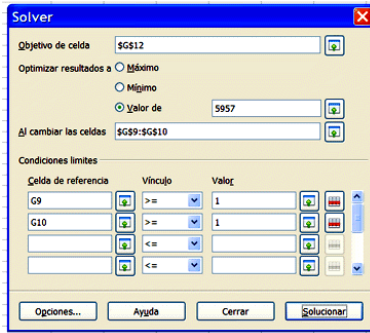 Solver
Objetivo de celda $G$12
Optimizar resultados a Máximo
Mínimo
Valor de 5957
Al cambiar las celdas $G$9:$G$10
Condiciones limites
Celda de referencia Vínculo Valor
G9 >= 1
G10 >= 1
<=
<=
Opciones... Ayuda Cerrar Solucionar